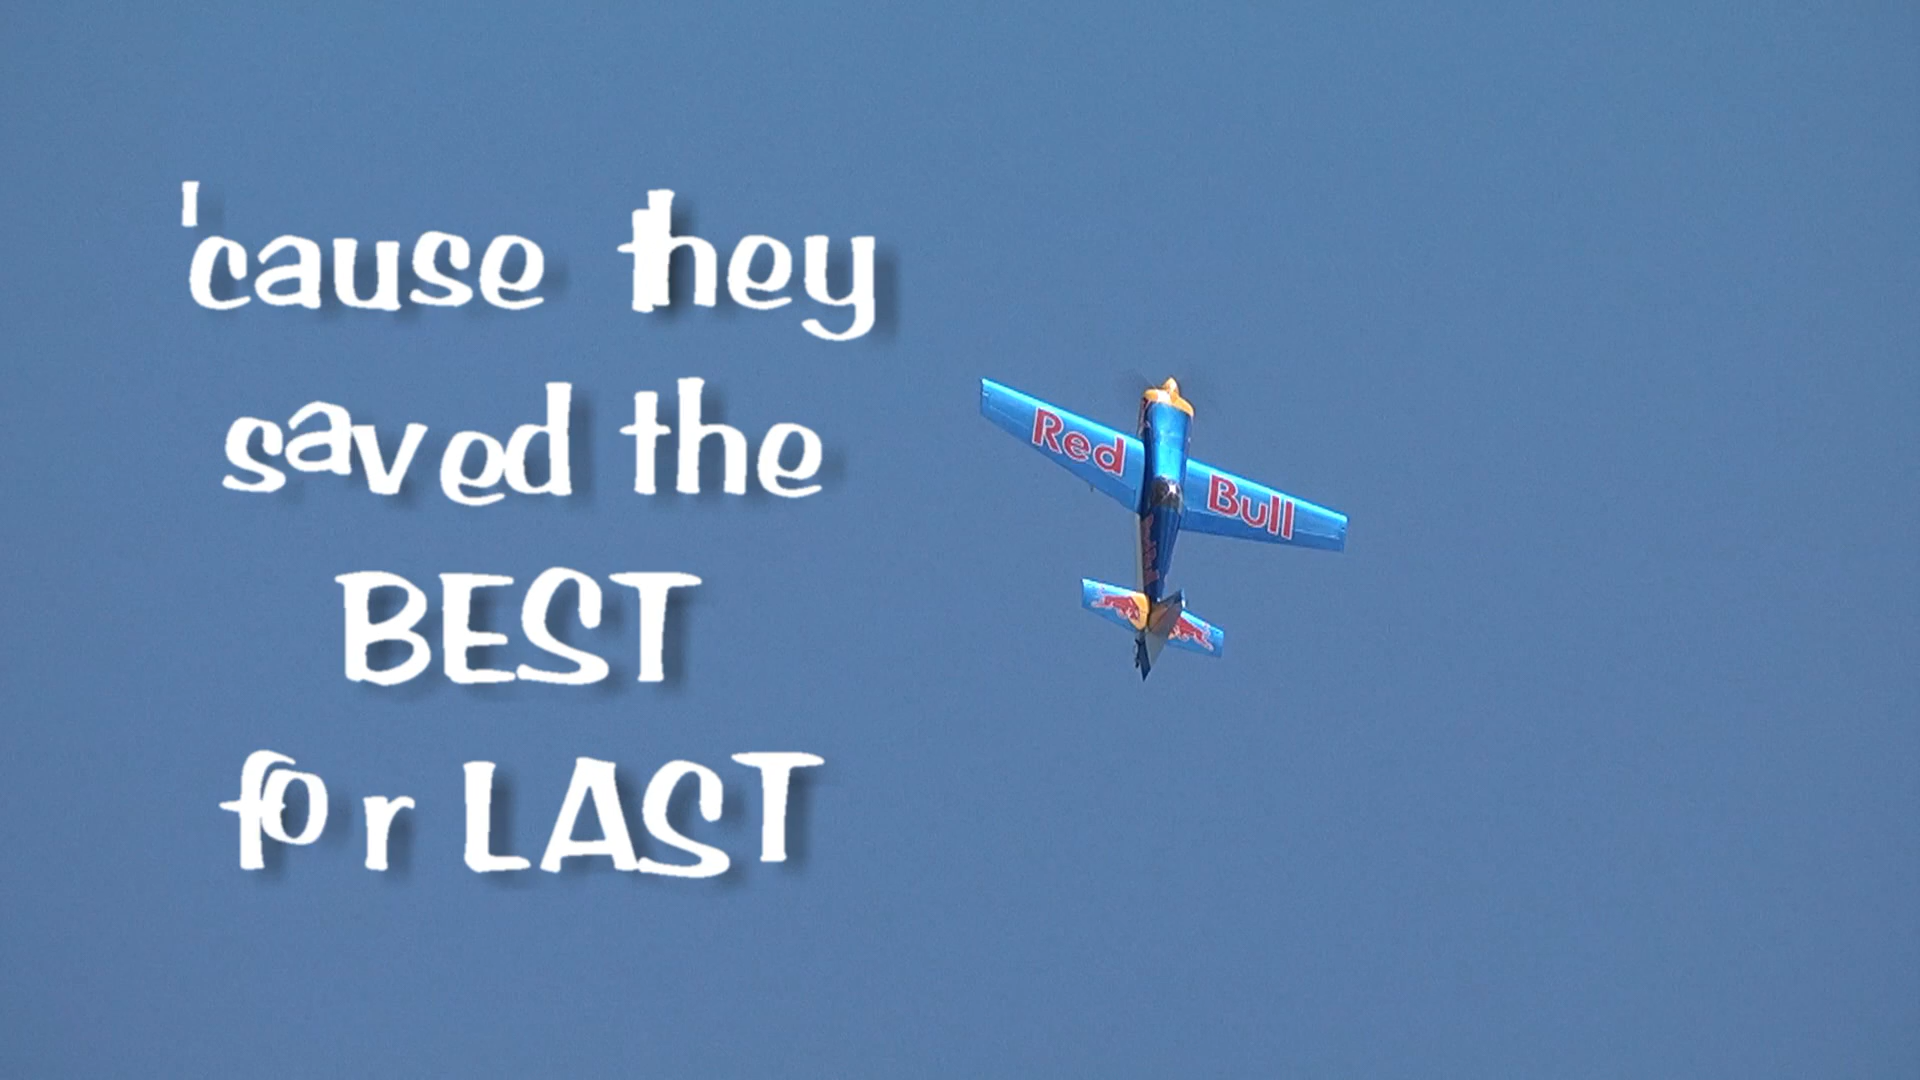 'cause they
saved the
BEST
for LAST
Red Bull